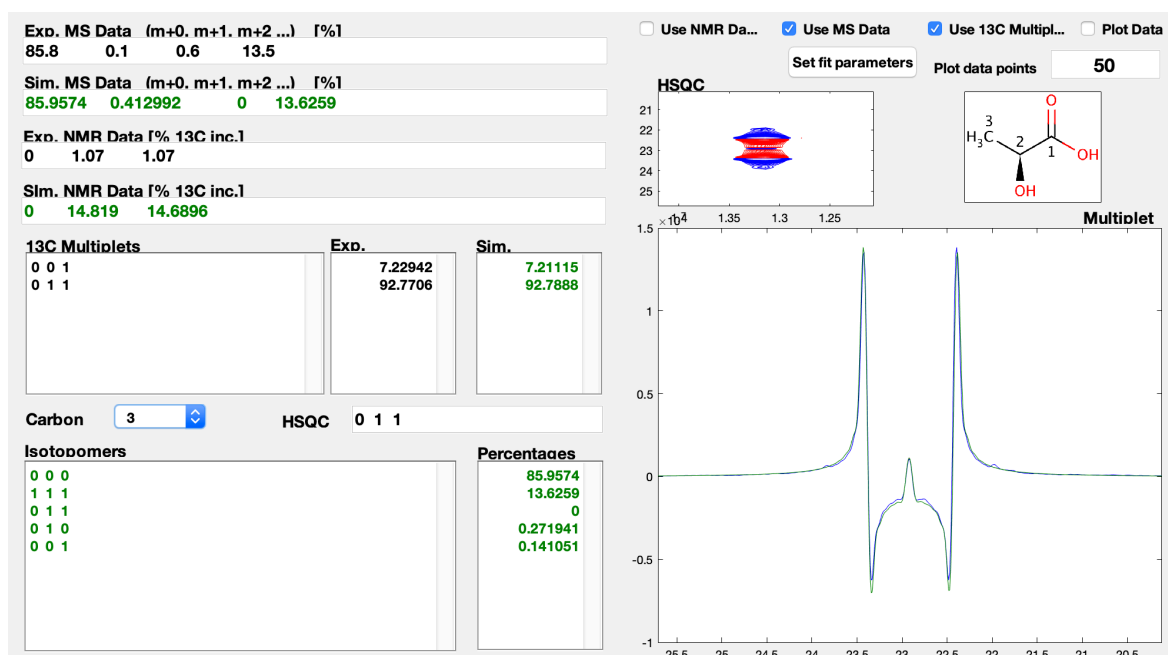 Exp. MS Data (m+0. m+1. m+2 ...) [%]
85.8 0.1 0.6 13.5
Sim. MS Data (m+0. m+1. m+2 ...) [%]
85.9574 0.412992 0 13.6259
Exp. NMR Data [% 13C inc.]
0 1.07 1.07
SIm. NMR Data [% 13C inc.]
0 14.819 14.6896
13C Multiplets
0 0 1
0 1 1
Exp.
7.22942
92.7706
Sim.
7.21115
92.7888
Carbon 3 HSQC 0 1 1
Isotopomers
0 0 0
1 1 1
0 1 1
0 1 0
0 0 1
Percentages
85.9574
13.6259
0
0.271941
0.141051
Use NMR Da... Use MS Data Use 13C Multipl... Plot Data
Set fit parameters Plot data points 50
HSQC
21
22
23
24
25
1.35 1.3 1.25
O
3
H3C 2 1 OH
OH
Multiplet
×10⁴
1.5
1
0.5
0
-0.5
-1
25.5 25 24.5 24 23.5 23 22.5 22 21.5 21 20.5